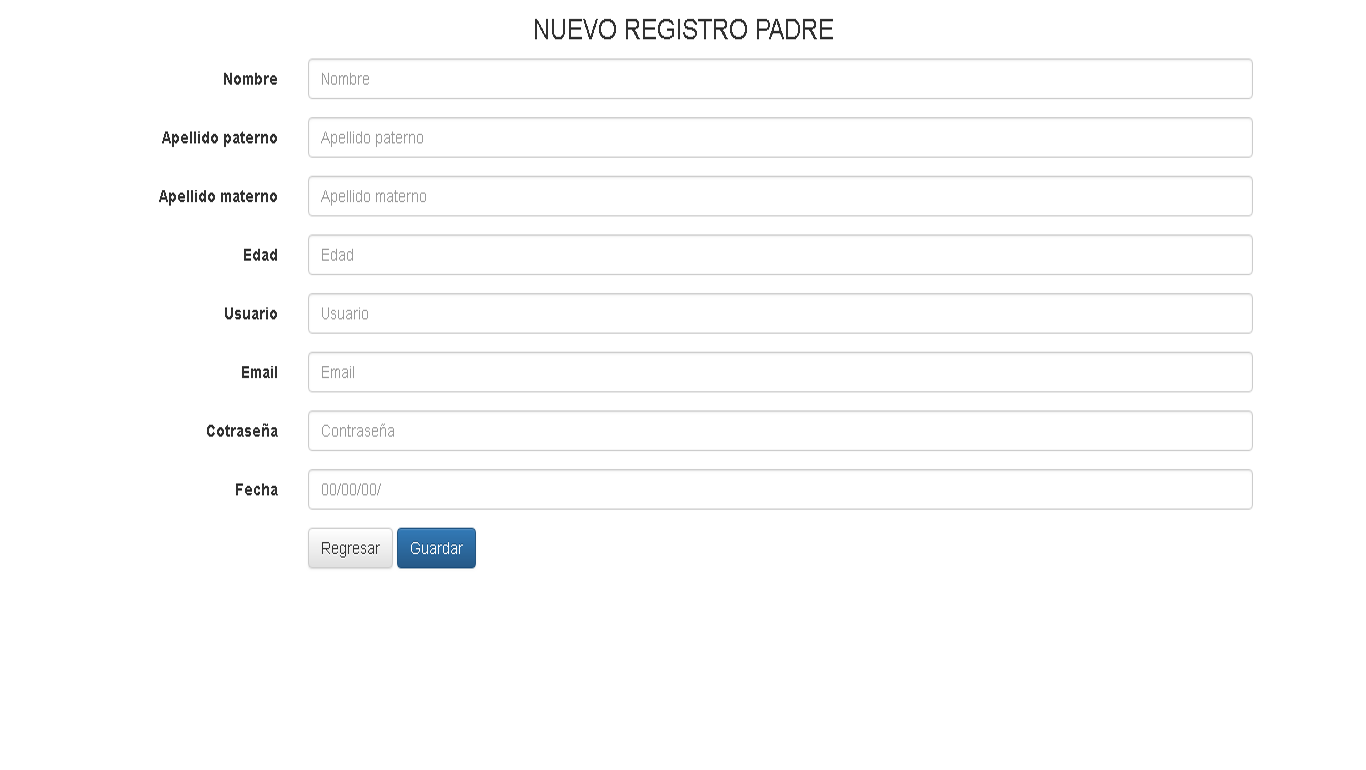 NUEVO REGISTRO PADRE
Nombre Nombre
Apellido paterno Apellido paterno
Apellido materno Apellido materno
Edad Edad
Usuario Usuario
Email Email
Cotraseña Contraseña
Fecha 00/00/00/
Regresar Guardar